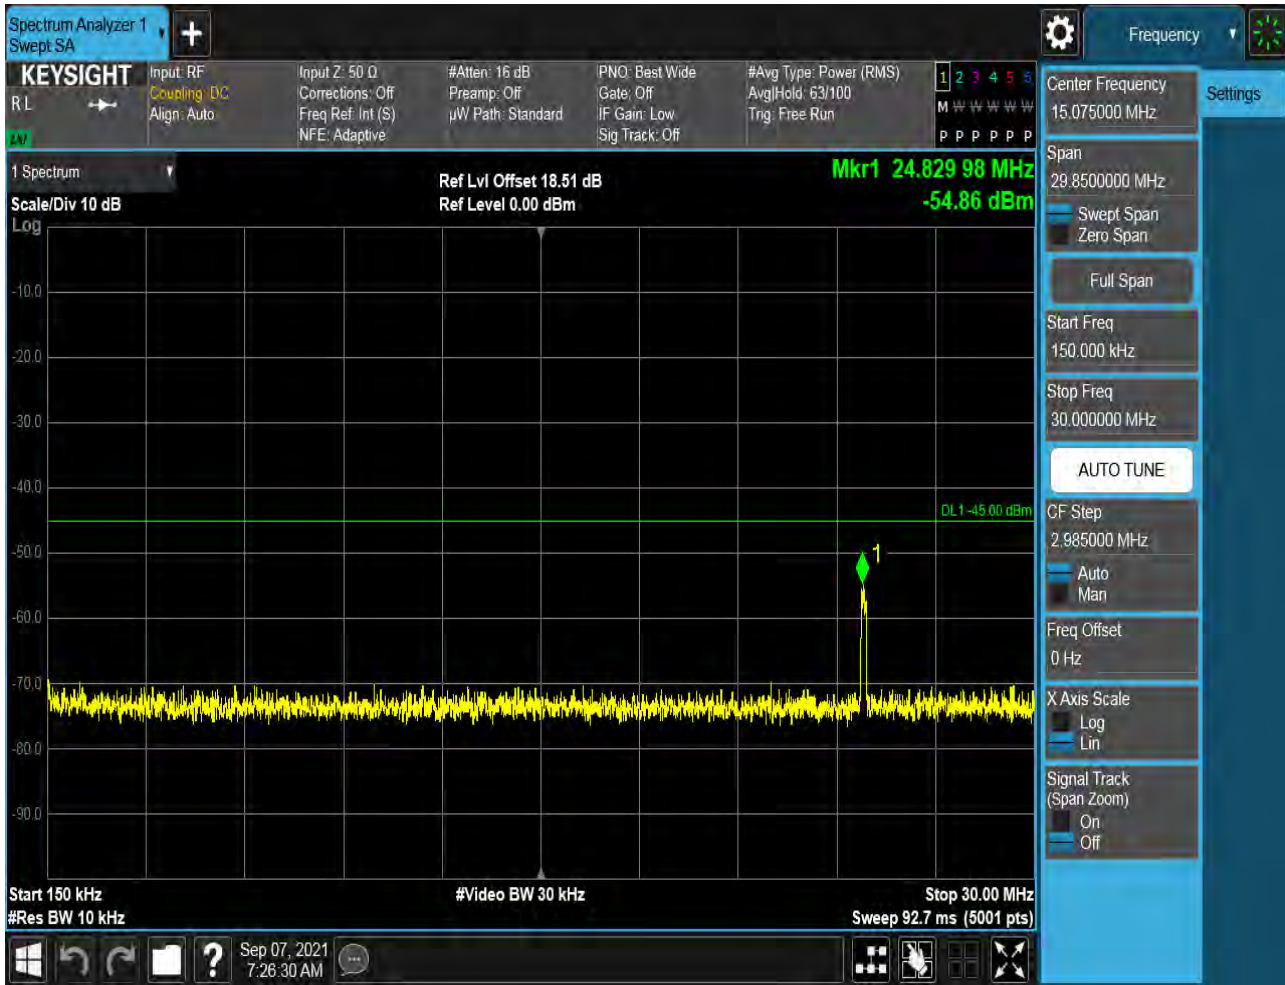 Spectrum Analyzer 1
Swept SA
Frequency
KEYSIGHT
R L
LXI
Input: RF
Coupling: DC
Align: Auto
Input Z: 50 Ω
Corrections: Off
Freq Ref: Int (S)
NFE: Adaptive
#Atten: 16 dB
Preamp: Off
µW Path: Standard
PNO: Best Wide
Gate: Off
IF Gain: Low
Sig Track: Off
#Avg Type: Power (RMS)
Avg|Hold: 63/100
Trig: Free Run
1 2 3 4 5 6
M W W W W W
P P P P P P
1 Spectrum
Scale/Div 10 dB
Log
Ref Lvl Offset 18.51 dB
Ref Level 0.00 dBm
Mkr1 24.829 98 MHz
-54.86 dBm
-10.0
-20.0
-30.0
-40.0
DL1 -45.00 dBm
-50.0
1
-60.0
-70.0
-80.0
-90.0
Start 150 kHz
#Res BW 10 kHz
#Video BW 30 kHz
Stop 30.00 MHz
Sweep 92.7 ms (5001 pts)
Center Frequency
15.075000 MHz
Settings
Span
29.8500000 MHz
Swept Span
Zero Span
Full Span
Start Freq
150.000 kHz
Stop Freq
30.000000 MHz
AUTO TUNE
CF Step
2.985000 MHz
Auto
Man
Freq Offset
0 Hz
X Axis Scale
Log
Lin
Signal Track
(Span Zoom)
On
Off
?
Sep 07, 2021
7:26:30 AM